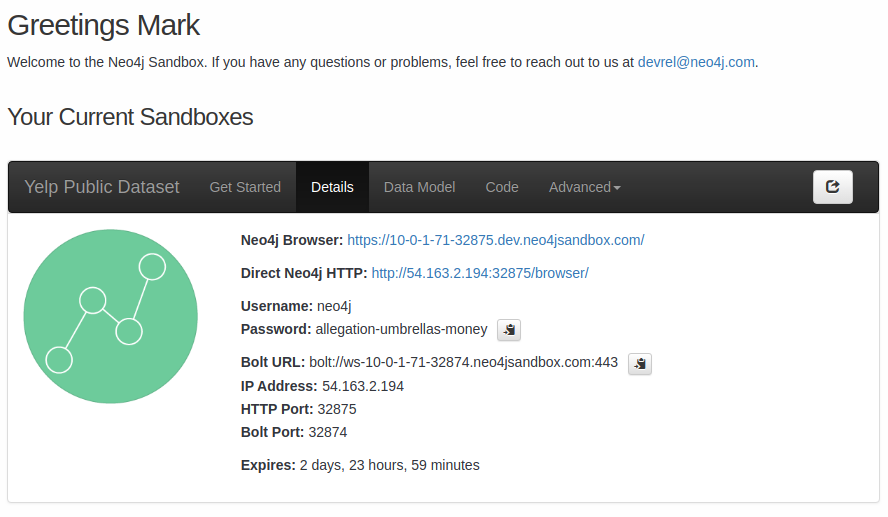 Greetings Mark
Welcome to the Neo4j Sandbox. If you have any questions or problems, feel free to reach out to us at devrel@neo4j.com.
Your Current Sandboxes
Yelp Public Dataset Get Started Details Data Model Code Advanced
Neo4j Browser: https://10-0-1-71-32875.dev.neo4jsandbox.com/
Direct Neo4j HTTP: http://54.163.2.194:32875/browser/
Username: neo4j
Password: allegation-umbrellas-money
Bolt URL: bolt://ws-10-0-1-71-32874.neo4jsandbox.com:443
IP Address: 54.163.2.194
HTTP Port: 32875
Bolt Port: 32874
Expires: 2 days, 23 hours, 59 minutes